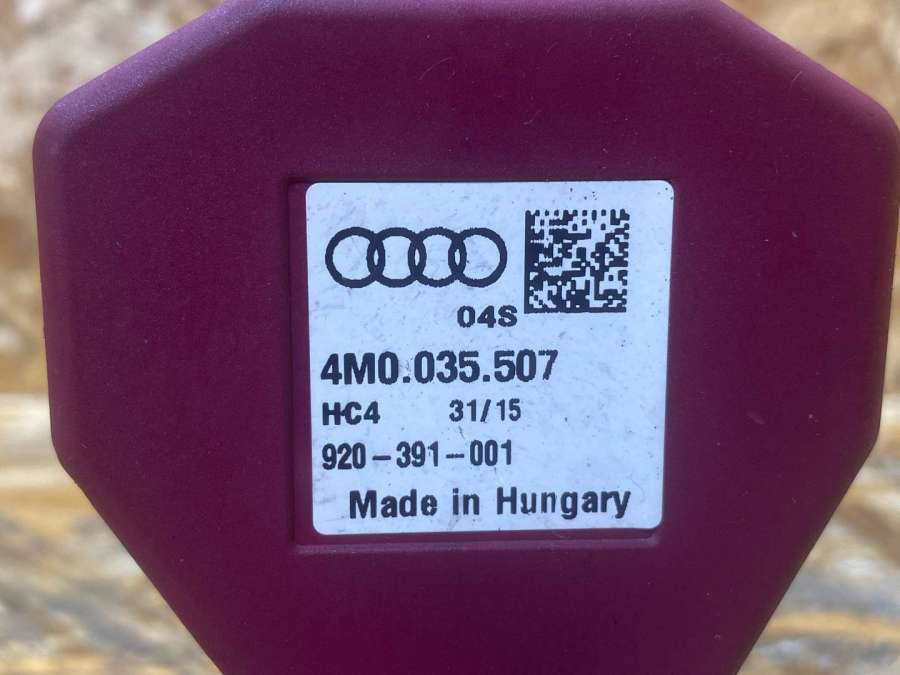 04S
4M0.035.507
HC4 31/15
920-391-001
Made in Hungary